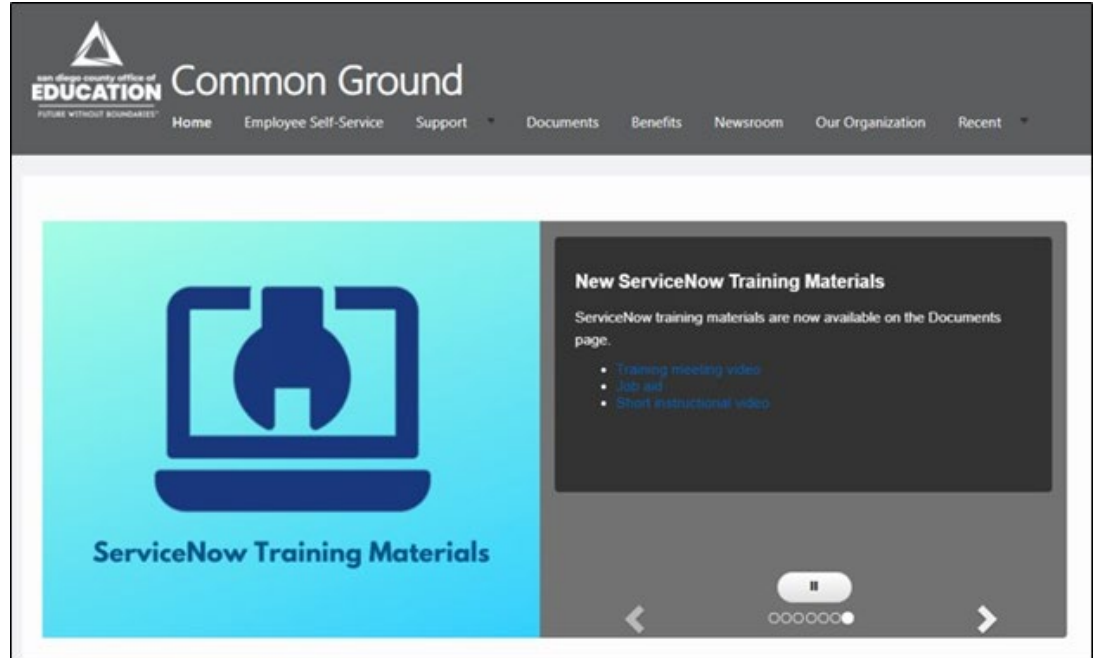 san diego county office of
EDUCATION
FUTURE WITHOUT BOUNDARIES™
Common Ground
Home Employee Self-Service Support Documents Benefits Newsroom Our Organization Recent
ServiceNow Training Materials
New ServiceNow Training Materials
ServiceNow training materials are now available on the Documents
page.
Training meeting video
Job aid
Short instructional video